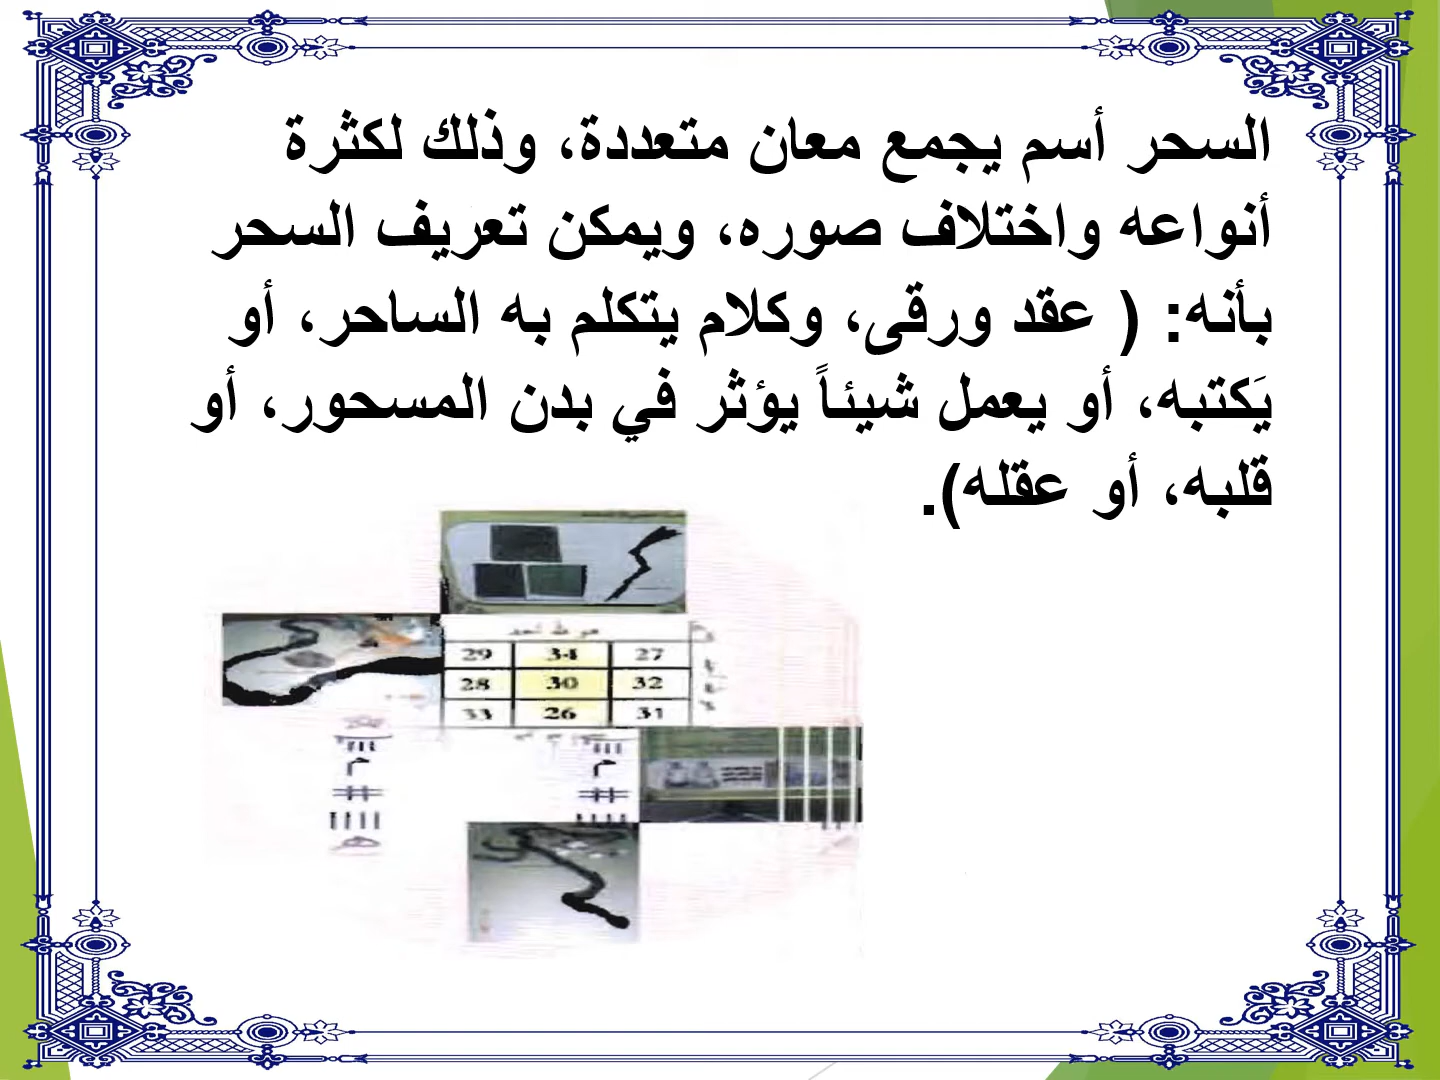 السحر أسم يجمع معان متعددة، وذلك لكثرة
أنواعه واختلاف صوره، ويمكن تعريف السحر
بأنه: ( عقد ورقى، وكلام يتكلم به الساحر، أو
يَكتبه، أو يعمل شيئاً يؤثر في بدن المسحور، أو
قلبه، أو عقله).
29 34 27
28 30 32
33 26 31
م م